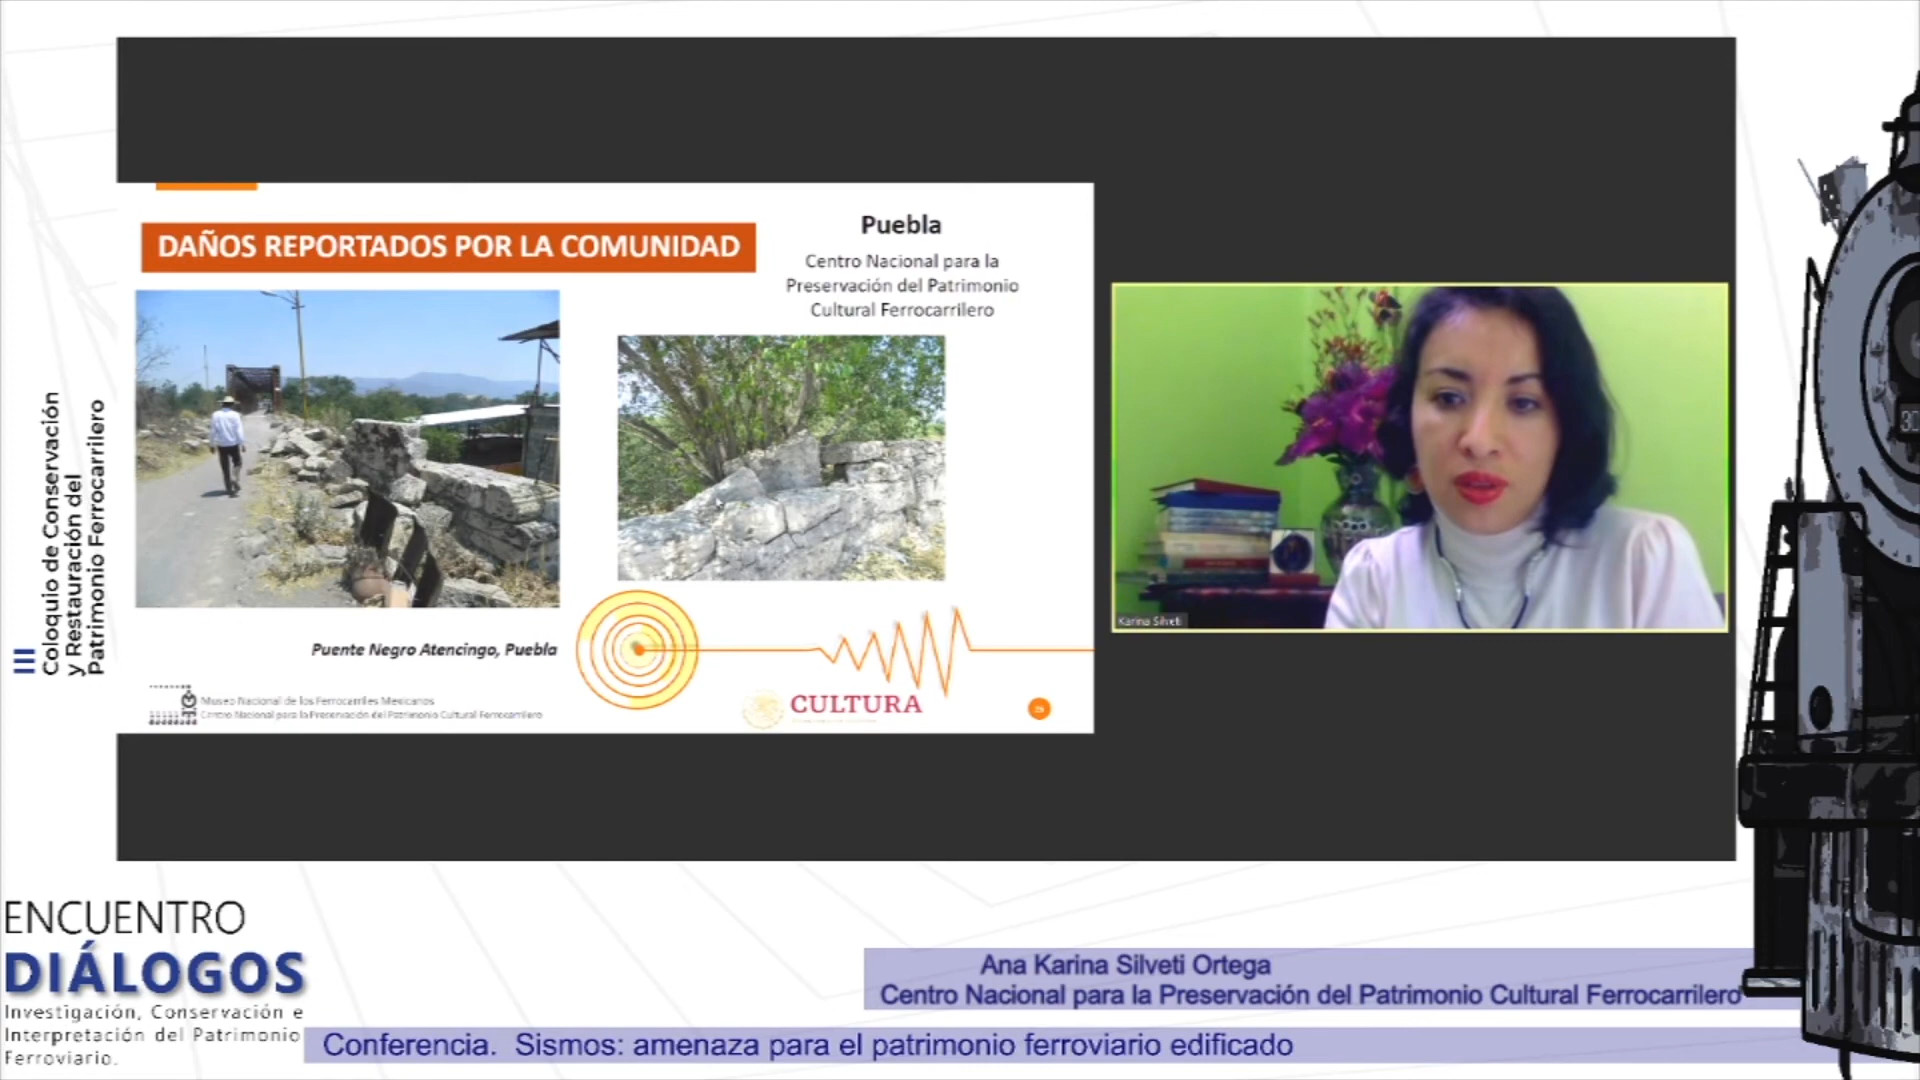 III
Coloquio de Conservación
y Restauración del
Patrimonio Ferrocarrilero
DAÑOS REPORTADOS POR LA COMUNIDAD
Puebla
Centro Nacional para la
Preservación del Patrimonio
Cultural Ferrocarrilero
Puente Negro Atencingo, Puebla
Museo Nacional de los Ferrocarriles Mexicanos
Centro Nacional para la Preservación del Patrimonio Cultural Ferrocarrilero
CULTURA
Karina Silveti
ENCUENTRO
DIÁLOGOS
Investigación, Conservación e
Interpretación del Patrimonio
Ferroviario.
Ana Karina Silveti Ortega
Centro Nacional para la Preservación del Patrimonio Cultural Ferrocarrilero
Conferencia. Sismos: amenaza para el patrimonio ferroviario edificado